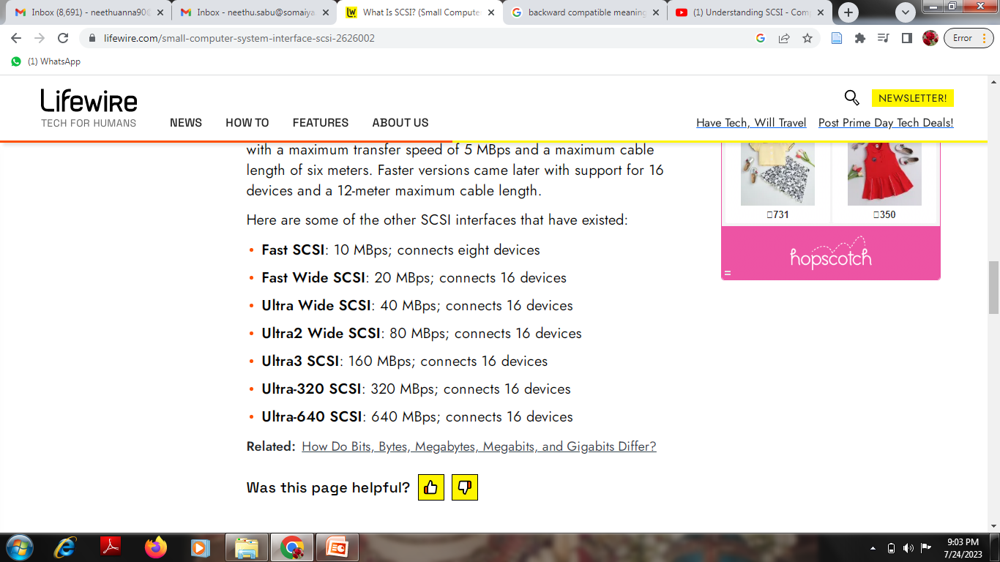 Inbox (8,691) - neethuanna90@
Inbox - neethu.sabu@somaiya
What Is SCSI? (Small Computer
backward compatible meaning
(1) Understanding SCSI - Com
lifewire.com/small-computer-system-interface-scsi-2626002
Error
(1) WhatsApp
Lifewire
TECH FOR HUMANS
NEWS HOW TO FEATURES ABOUT US
NEWSLETTER!
Have Tech, Will Travel Post Prime Day Tech Deals!
with a maximum transfer speed of 5 MBps and a maximum cable
length of six meters. Faster versions came later with support for 16
devices and a 12-meter maximum cable length.
Here are some of the other SCSI interfaces that have existed:
• Fast SCSI: 10 MBps; connects eight devices
• Fast Wide SCSI: 20 MBps; connects 16 devices
• Ultra Wide SCSI: 40 MBps; connects 16 devices
• Ultra2 Wide SCSI: 80 MBps; connects 16 devices
• Ultra3 SCSI: 160 MBps; connects 16 devices
• Ultra-320 SCSI: 320 MBps; connects 16 devices
• Ultra-640 SCSI: 640 MBps; connects 16 devices
Related: How Do Bits, Bytes, Megabytes, Megabits, and Gigabits Differ?
Was this page helpful?
731 350
hopscotch
9:03 PM
7/24/2023